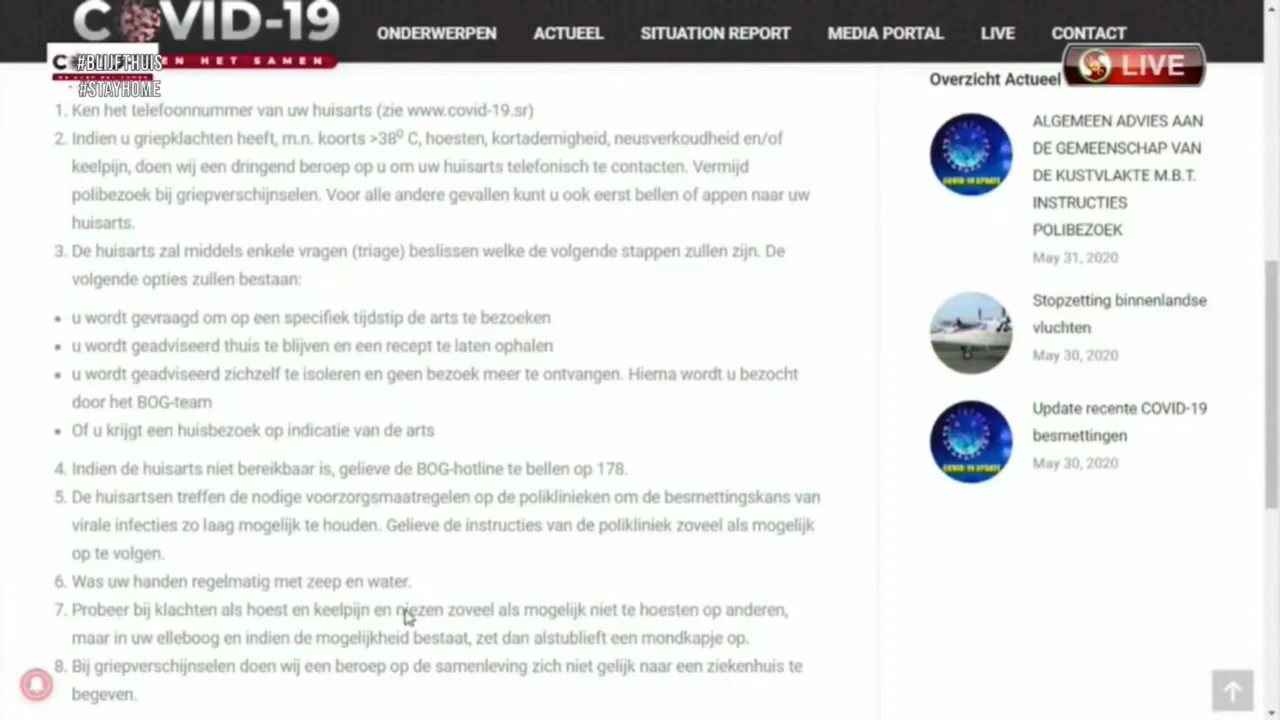 COVID-19
ONDERWERPEN
ACTUEEL
SITUATION REPORT
MEDIA PORTAL
LIVE
CONTACT
#BLIJFTHUIS
EN HET SAMEN
#STAYHOME
LIVE
1. Ken het telefoonnummer van uw huisarts (zie www.covid-19.sr)
2. Indien u griepklachten heeft, m.n. koorts >38⁰ C, hoesten, kortademigheid, neusverkoudheid en/of
keelpijn, doen wij een dringend beroep op u om uw huisarts telefonisch te contacten. Vermijd
polibezoek bij griepverschijnselen. Voor alle andere gevallen kunt u ook eerst bellen of appen naar uw
huisarts.
3. De huisarts zal middels enkele vragen (triage) beslissen welke de volgende stappen zullen zijn. De
volgende opties zullen bestaan:
• u wordt gevraagd om op een specifiek tijdstip de arts te bezoeken
• u wordt geadviseerd thuis te blijven en een recept te laten ophalen
• u wordt geadviseerd zichzelf te isoleren en geen bezoek meer te ontvangen. Hierna wordt u bezocht
door het BOG-team
• Of u krijgt een huisbezoek op indicatie van de arts
4. Indien de huisarts niet bereikbaar is, gelieve de BOG-hotline te bellen op 178.
5. De huisartsen treffen de nodige voorzorgsmaatregelen op de poliklinieken om de besmettingskans van
virale infecties zo laag mogelijk te houden. Gelieve de instructies van de polikliniek zoveel als mogelijk
op te volgen.
6. Was uw handen regelmatig met zeep en water.
7. Probeer bij klachten als hoest en keelpijn en niezen zoveel als mogelijk niet te hoesten op anderen,
maar in uw elleboog en indien de mogelijkheid bestaat, zet dan alstublieft een mondkapje op.
8. Bij griepverschijnselen doen wij een beroep op de samenleving zich niet gelijk naar een ziekenhuis te
begeven.
Overzicht Actueel
ALGEMEEN ADVIES AAN
DE GEMEENSCHAP VAN
DE KUSTVLAKTE M.B.T.
INSTRUCTIES
POLIBEZOEK
May 31, 2020
COVID-19 UPDATE
Stopzetting binnenlandse
vluchten
May 30, 2020
Update recente COVID-19
besmettingen
May 30, 2020
COVID-19 UPDATE